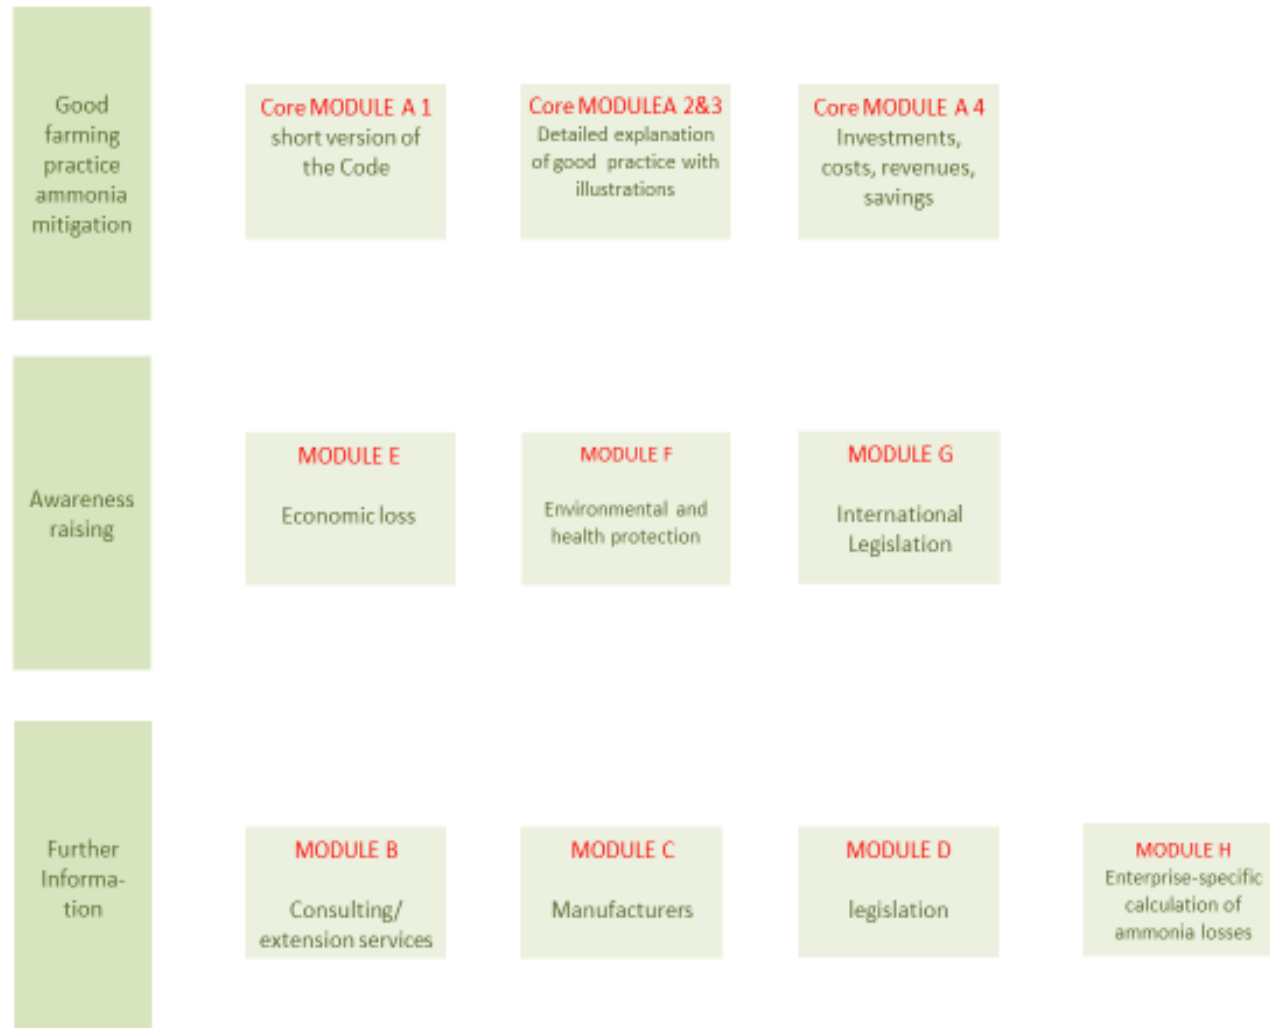 Good
farming
practice
ammonia
mitigation
Core MODULE A 1
short version of
the Code
Core MODULEA 2&3
Detailed explanation
of good practice with
illustrations
Core MODULE A 4
Investments,
costs, revenues,
savings
Awareness
raising
MODULE E
Economic loss
MODULE F
Environmental and
health protection
MODULE G
International
Legislation
Further
Informa-
tion
MODULE B
Consulting/
extension services
MODULE C
Manufacturers
MODULE D
legislation
MODULE H
Enterprise-specific
calculation of
ammonia losses